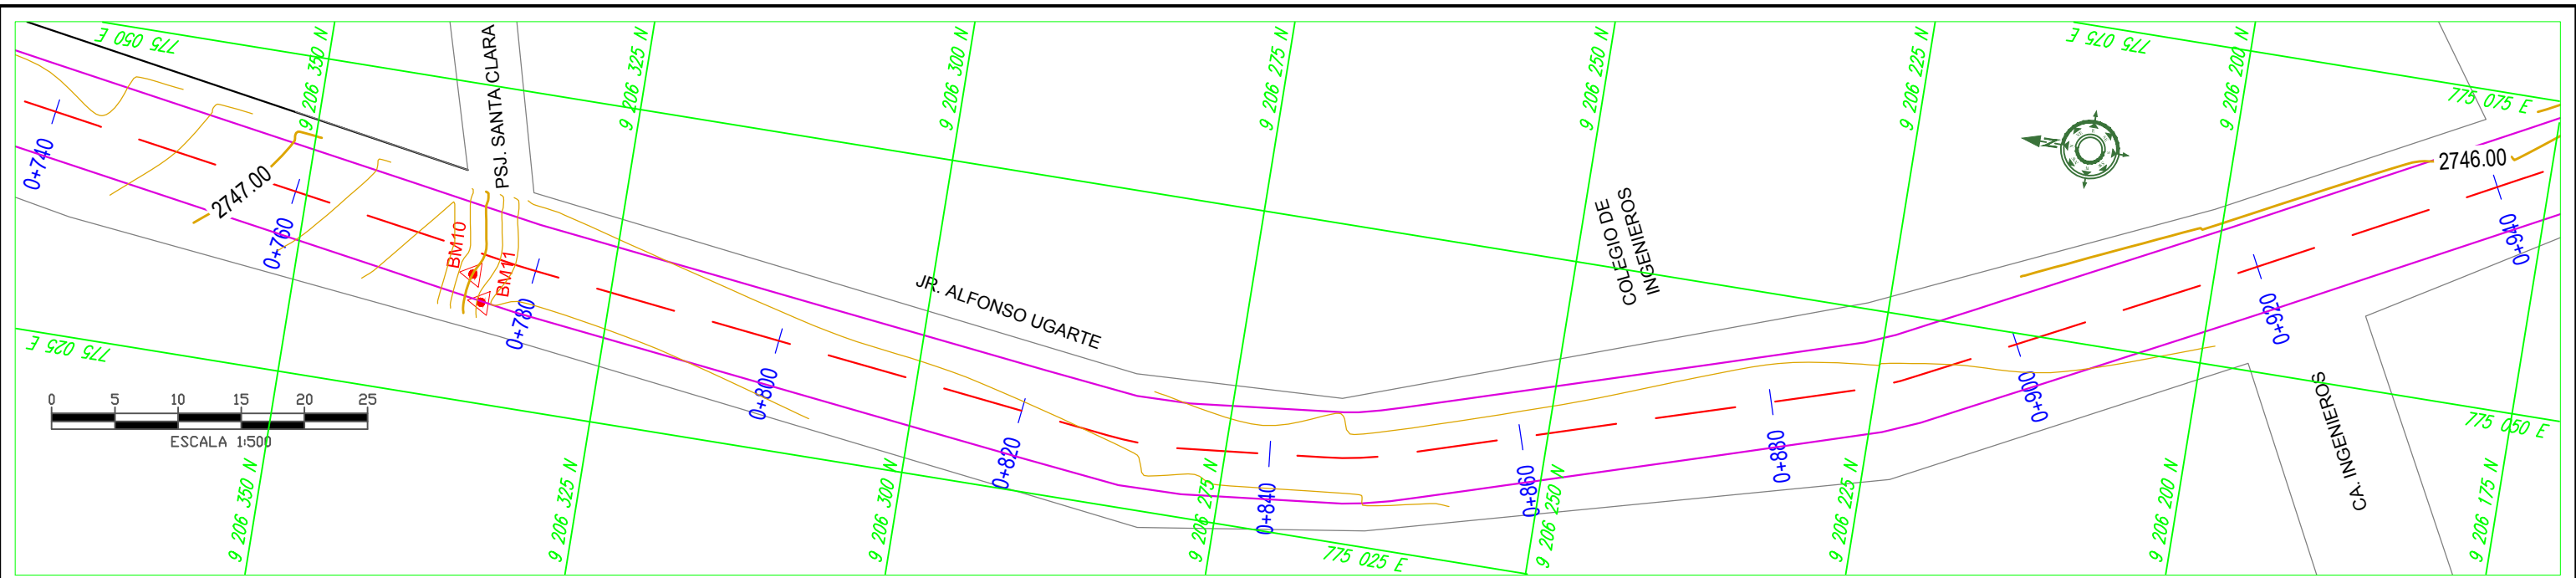 775 050 E
9 206 350 N
PSJ. SANTA CLARA
9 206 325 N
9 206 300 N
9 206 275 N
9 206 250 N
9 206 225 N
775 075 E
9 206 200 N
775 075 E
N
2746.00
0+740
2747.00
0+760
BM10
BM11
0+780
COLEGIO DE
INGENIEROS
JR. ALFONSO UGARTE
0+940
0+920
775 025 E
0+800
0+900
0 5 10 15 20 25
ESCALA 1:500
0+820
0+840
0+860
0+880
CA. INGENIEROS
775 050 E
9 206 350 N
9 206 325 N
9 206 300 N
9 206 275 N
775 025 E
9 206 250 N
9 206 225 N
9 206 200 N
9 206 175 N